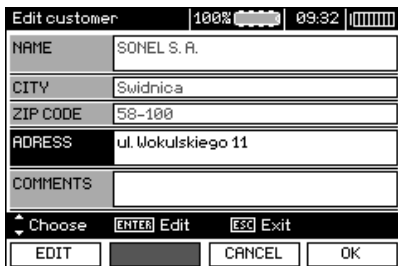 Edit customer 100% 09:32
NAME SONEL S. A.
CITY Swidnica
ZIP CODE 58-100
ADRESS ul. Wokulskiego 11
COMMENTS
Choose ENTER Edit ESC Exit
EDIT CANCEL OK